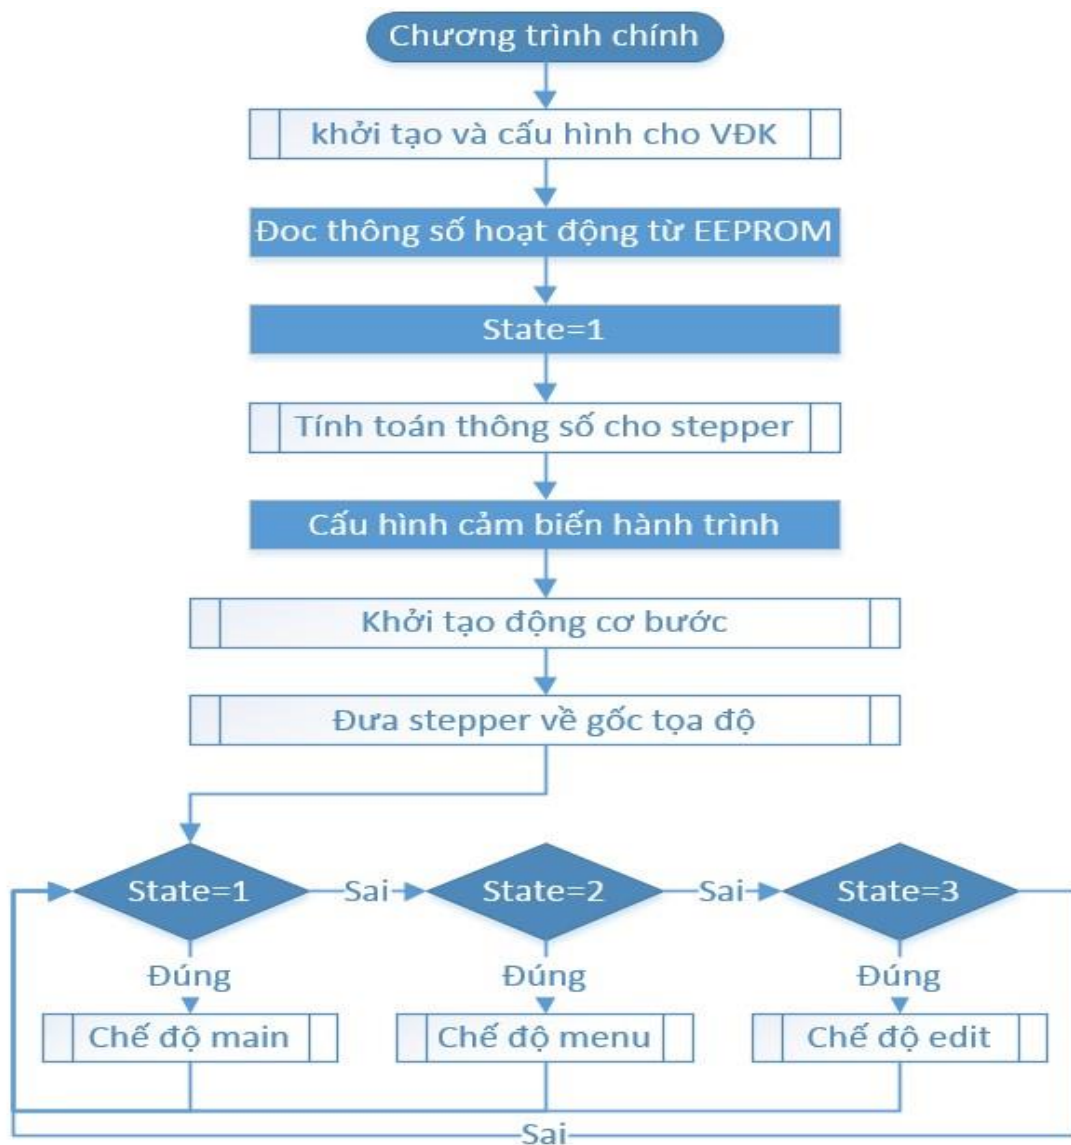 Chương trình chính
khởi tạo và cấu hình cho VĐK
Đoc thông số hoạt động từ EEPROM
State=1
Tính toán thông số cho stepper
Cấu hình cảm biến hành trình
Khởi tạo động cơ bước
Đưa stepper về gốc tọa độ
State=1
Sai
State=2
Sai
State=3
Đúng
Đúng
Đúng
Chế độ main
Chế độ menu
Chế độ edit
Sai